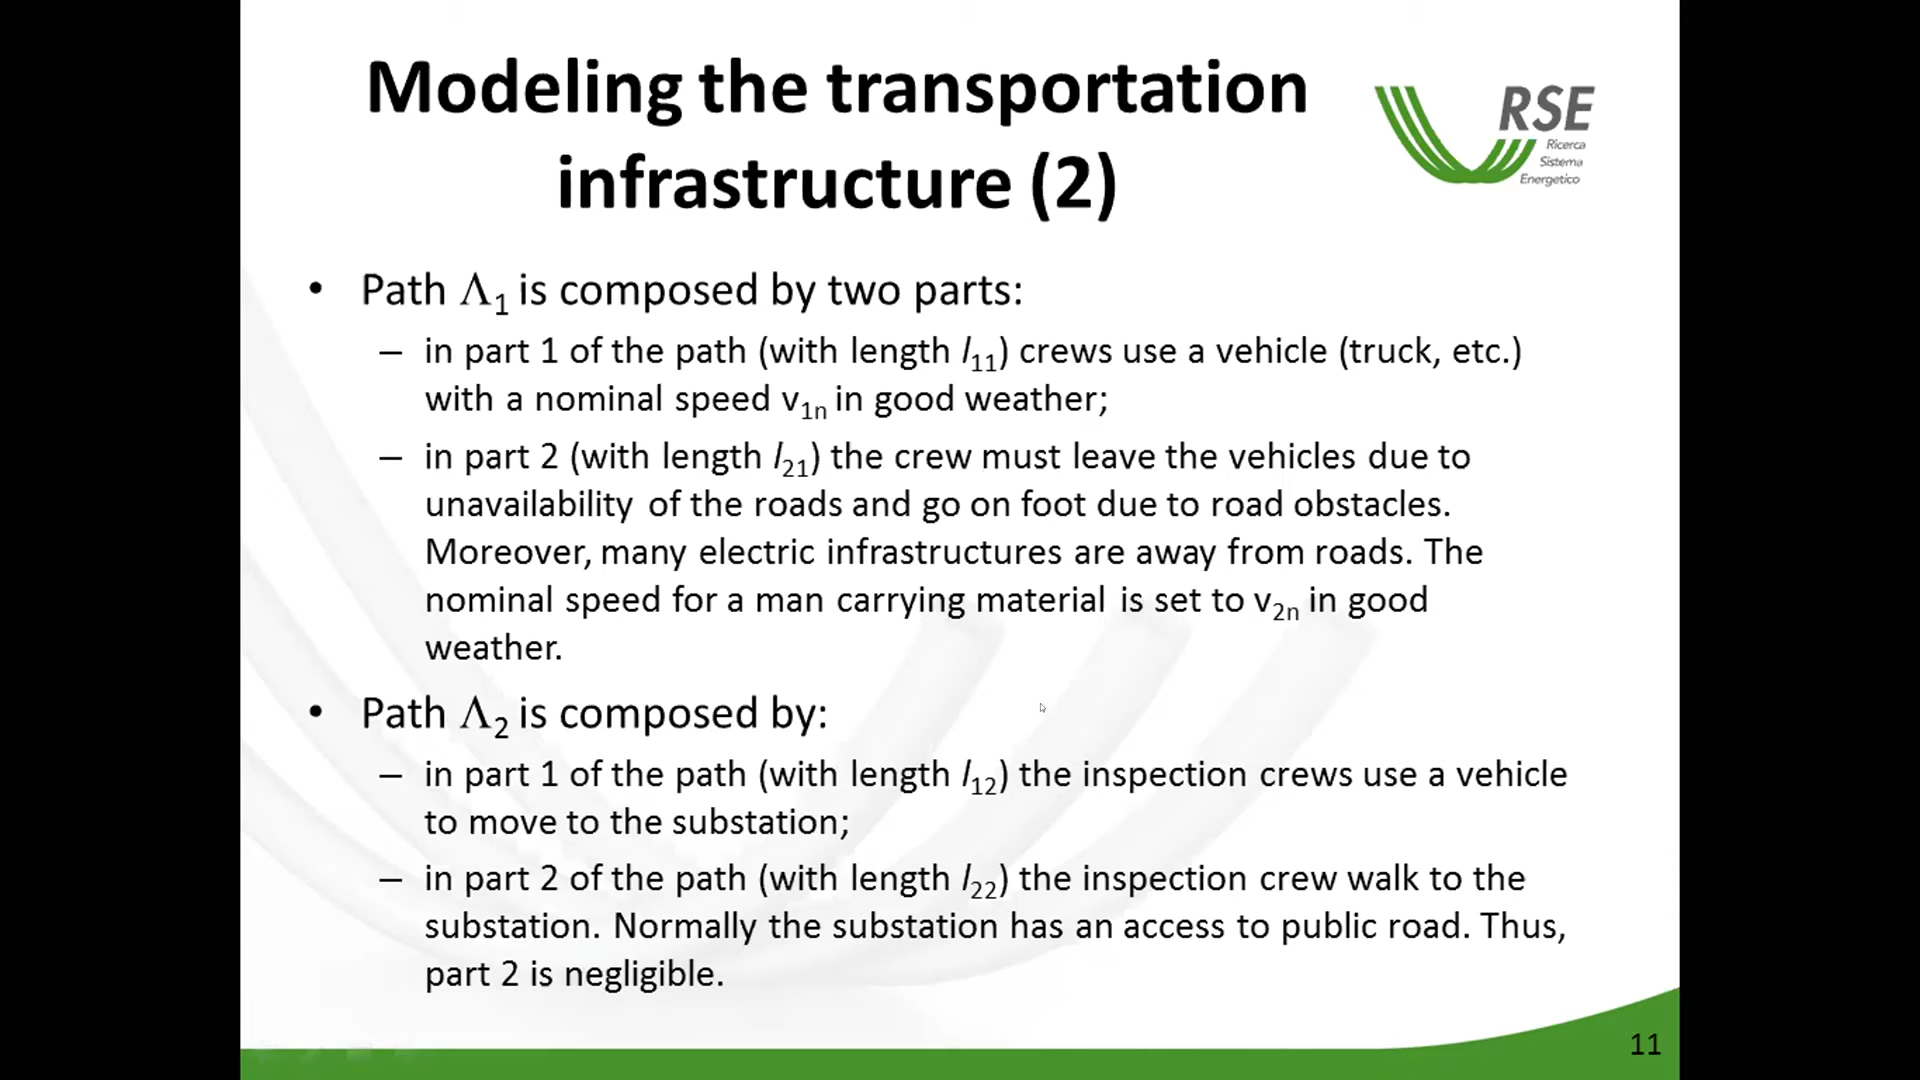 Modeling the transportation
infrastructure (2)
RSE
Ricerca
Sistema
Energetico
• Path Λ₁ is composed by two parts:
– in part 1 of the path (with length l₁₁) crews use a vehicle (truck, etc.)
with a nominal speed v₁ₙ in good weather;
– in part 2 (with length l₂₁) the crew must leave the vehicles due to
unavailability of the roads and go on foot due to road obstacles.
Moreover, many electric infrastructures are away from roads. The
nominal speed for a man carrying material is set to v₂ₙ in good
weather.
• Path Λ₂ is composed by:
– in part 1 of the path (with length l₁₂) the inspection crews use a vehicle
to move to the substation;
– in part 2 of the path (with length l₂₂) the inspection crew walk to the
substation. Normally the substation has an access to public road. Thus,
part 2 is negligible.
11